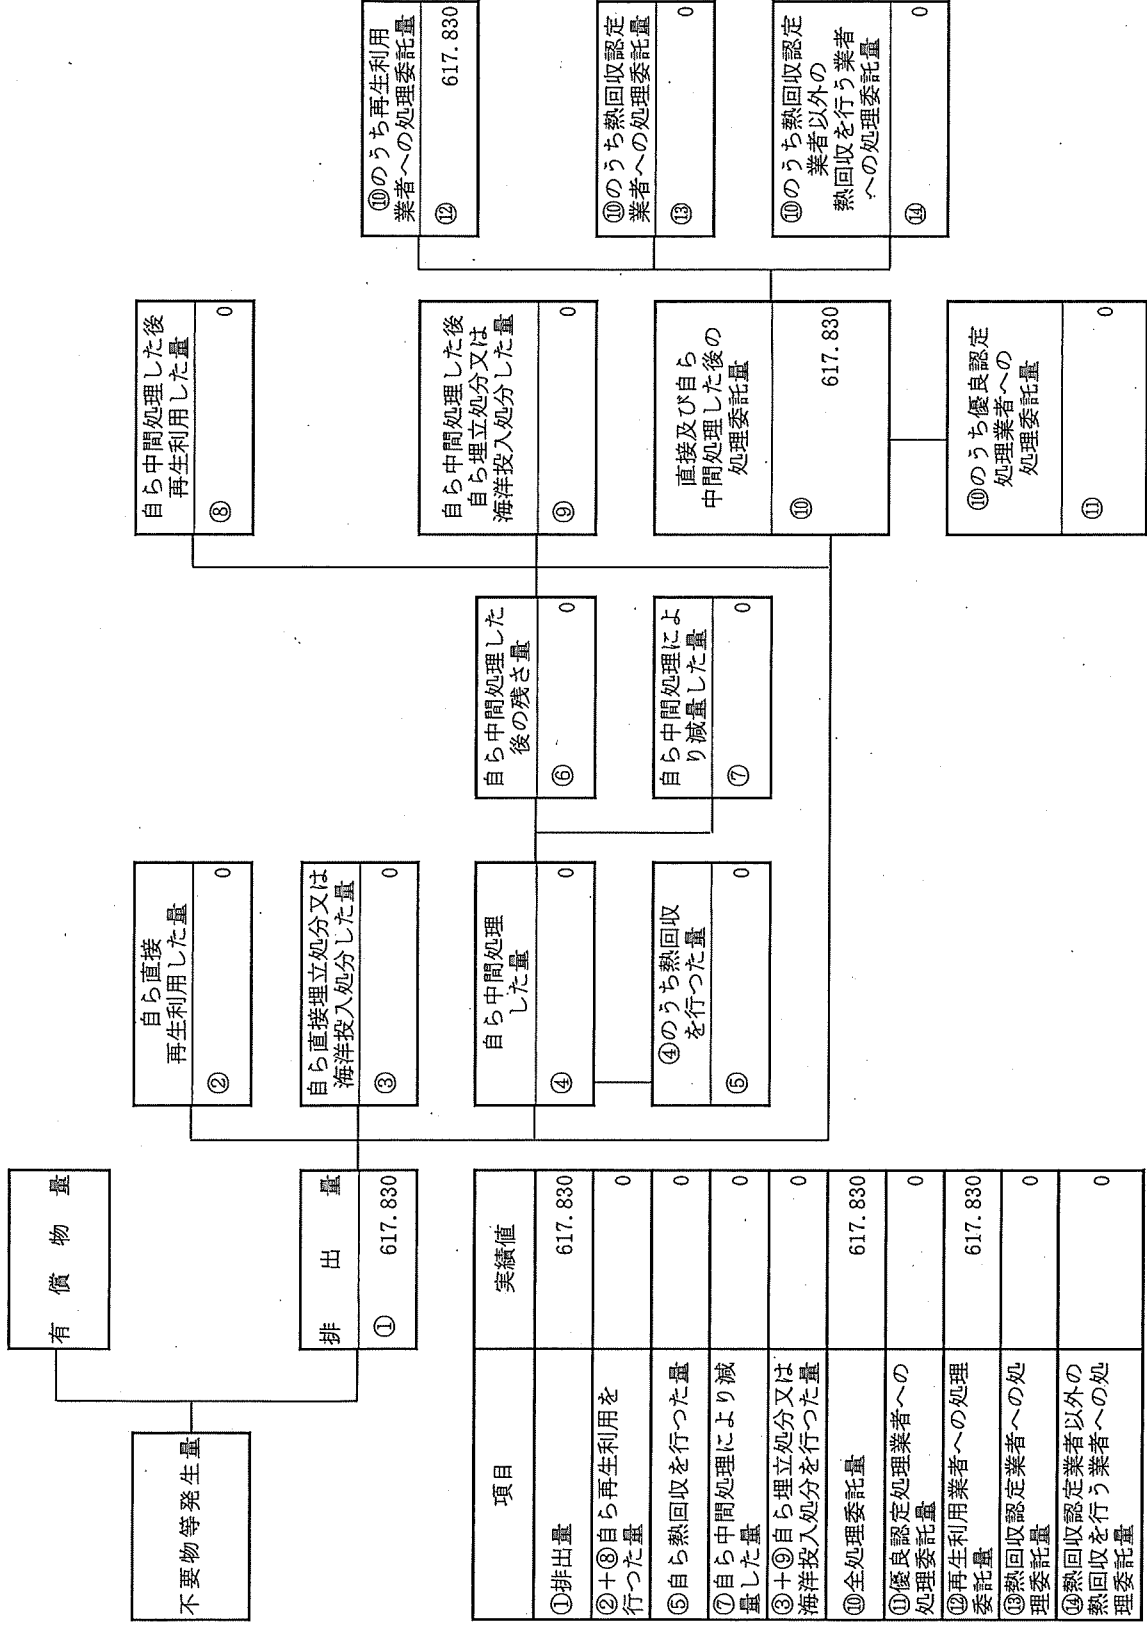 不要物等発生量
有償物量
排出量
① 617.830
自ら直接
再生利用した量
② 0
自ら直接埋立処分又は
海洋投入処分した量
③ 0
自ら中間処理
した量
④ 0
④のうち熱回収
を行つた量
⑤ 0
自ら中間処理した
後の残さ量
⑥ 0
自ら中間処理によ
り減量した量
⑦ 0
自ら中間処理した後
再生利用した量
⑧ 0
自ら中間処理した後
自ら埋立処分又は
海洋投入処分した量
⑨ 0
直接及び自ら
中間処理した後の
処理委託量
⑩ 617.830
⑩のうち優良認定
処理業者への
処理委託量
⑪ 0
⑩のうち再生利用
業者への処理委託量
⑫ 617.830
⑩のうち熱回収認定
業者への処理委託量
⑬ 0
⑩のうち熱回収認定
業者以外の
熱回収を行う業者
への処理委託量
⑭ 0
項目 実績値
①排出量 617.830
②+⑧自ら再生利用を
行つた量 0
⑤自ら熱回収を行つた量 0
⑦自ら中間処理により減
量した量 0
③+⑨自ら埋立処分又は
海洋投入処分を行つた量 0
⑩全処理委託量 617.830
⑪優良認定処理業者への
処理委託量 0
⑫再生利用業者への処理
委託量 617.830
⑬熱回収認定業者への処
理委託量 0
⑭熱回収認定業者以外の
熱回収を行う業者への処
理委託量 0